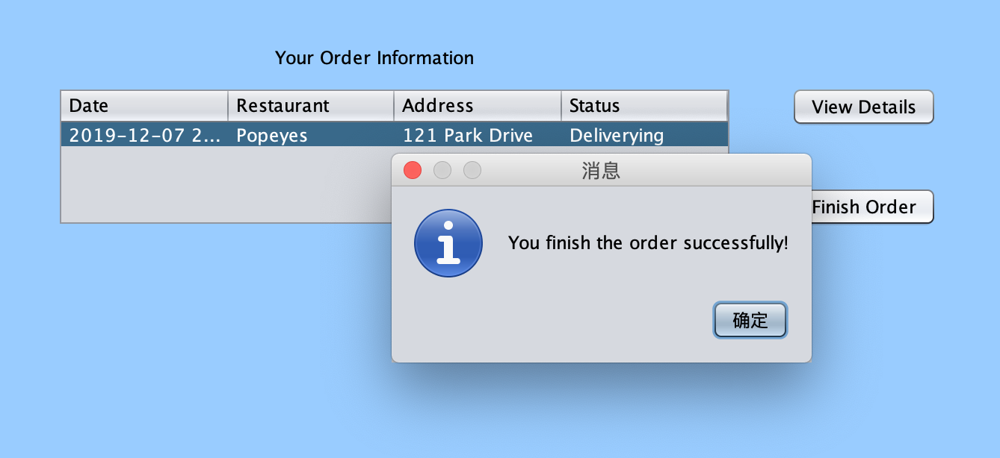 Your Order Information
Date Restaurant Address Status
View Details
2019-12-07 2... Popeyes 121 Park Drive Deliverying
消息
Finish Order
You finish the order successfully!
确定